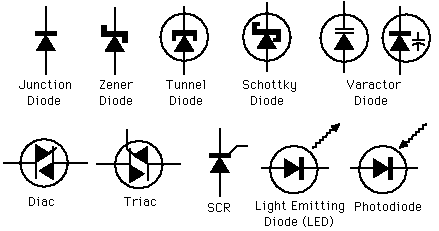 Junction Diode
Zener Diode
Tunnel Diode
Schottky Diode
Varactor Diode
Diac
Triac
SCR
Light Emitting Diode (LED)
Photodiode